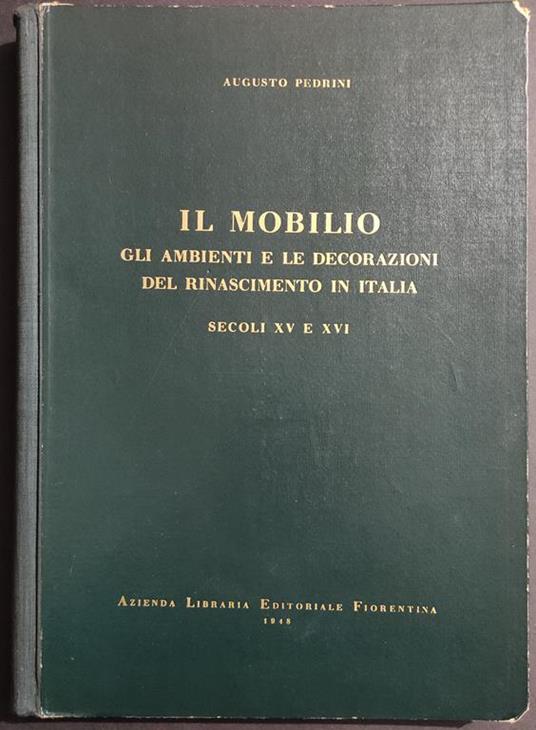 AUGUSTO PEDRINI
IL MOBILIO
GLI AMBIENTI E LE DECORAZIONI
DEL RINASCIMENTO IN ITALIA
SECOLI XV E XVI
AZIENDA LIBRARIA EDITORIALE FIORENTINA
1948